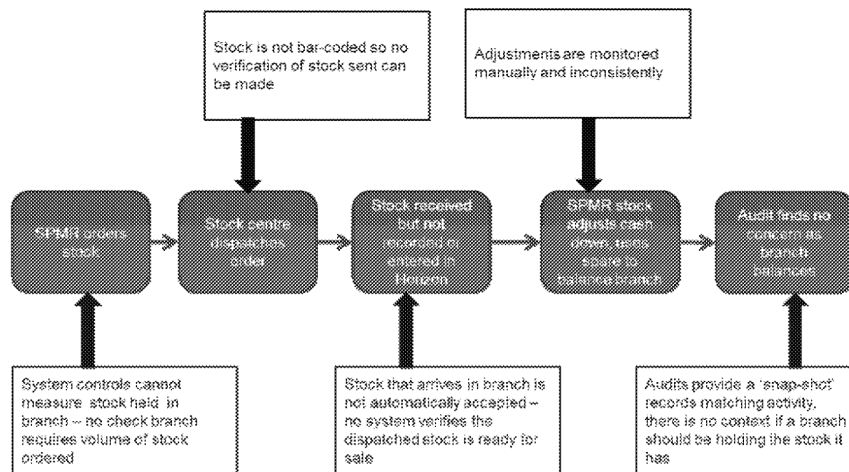 Stock is not bar-coded so no
verification of stock sent can
be made
Adjustments are monitored
manually and inconsistently
SPMR orders
stock
Stock centre
dispatches
order
Stock received
but not
recorded or
entered in
Horizon
SPMR stock
adjusts cash
down, uses
spare to
balance branch
Audit finds no
concern as
branch
balances
System controls cannot
measure stock held in
branch – no check branch
requires volume of stock
ordered
Stock that arrives in branch is
not automatically accepted –
no system verifies the
dispatched stock is ready for
sale
Audits provide a 'snap-shot'
records matching activity,
there is no context if a branch
should be holding the stock it
has